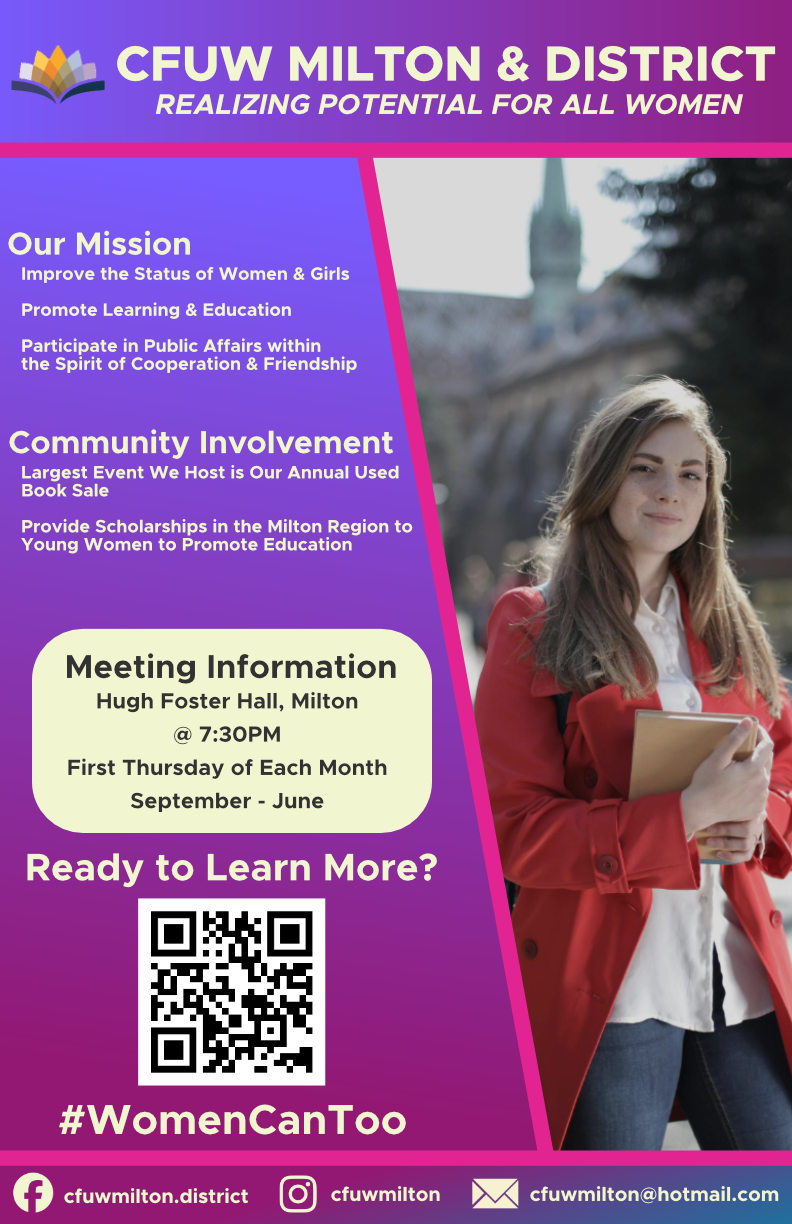 CFUW MILTON & DISTRICT
REALIZING POTENTIAL FOR ALL WOMEN
Our Mission
Improve the Status of Women & Girls
Promote Learning & Education
Participate in Public Affairs within
the Spirit of Cooperation & Friendship
Community Involvement
Largest Event We Host is Our Annual Used
Book Sale
Provide Scholarships in the Milton Region to
Young Women to Promote Education
Meeting Information
Hugh Foster Hall, Milton
@ 7:30PM
First Thursday of Each Month
September - June
Ready to Learn More?
#WomenCanToo
cfuwmilton.district
cfuwmilton
cfuwmilton@hotmail.com